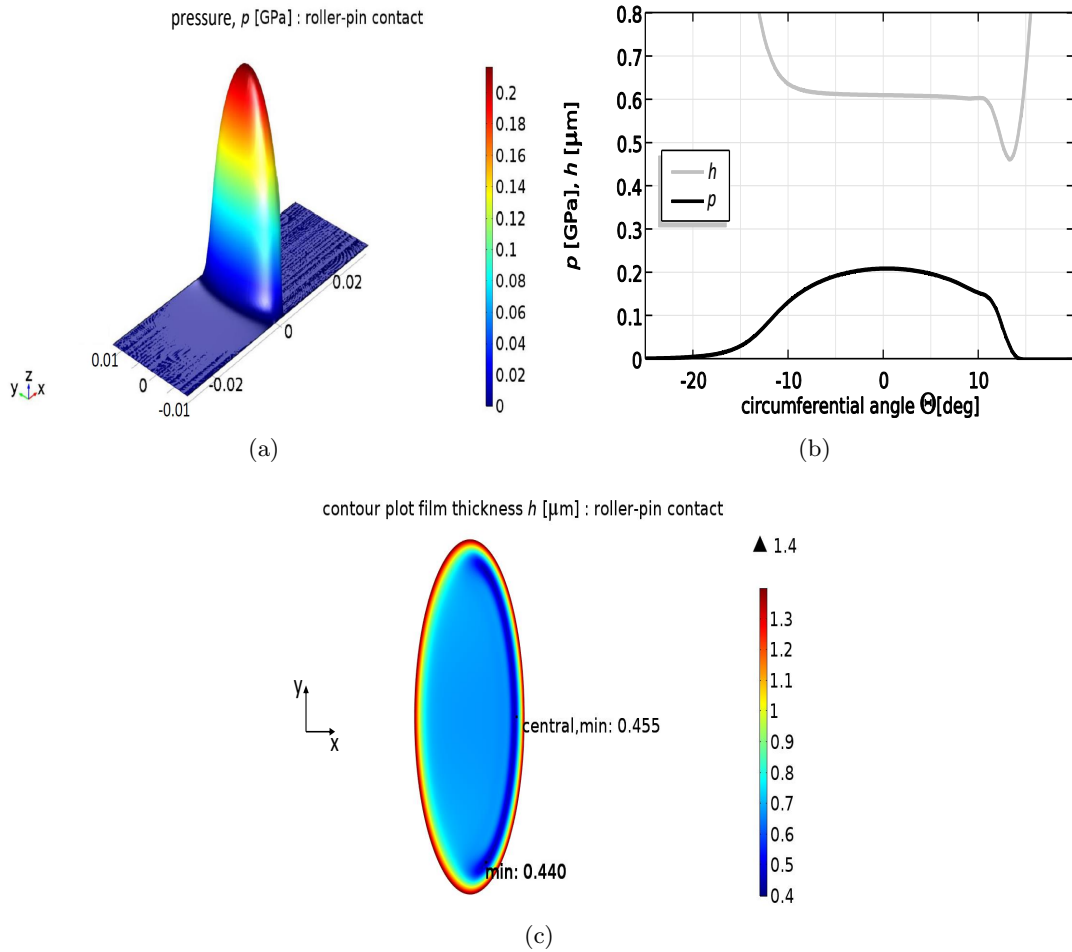 pressure, p [GPa] : roller-pin contact
0.2
0.18
0.16
0.14
0.12
0.1
0.08
0.06
0.04
0.02
0
0.02
0
-0.02
0.01
0
-0.01
z
y x
(a)
0.8
0.7
0.6
0.5
0.4
0.3
0.2
0.1
0
p [GPa], h [μm]
h
p
-20 -10 0 10
circumferential angle Θ[deg]
(b)
contour plot film thickness h [μm] : roller-pin contact
1.4
1.3
1.2
1.1
1
0.9
0.8
0.7
0.6
0.5
0.4
y
x
central,min: 0.455
min: 0.440
(c)